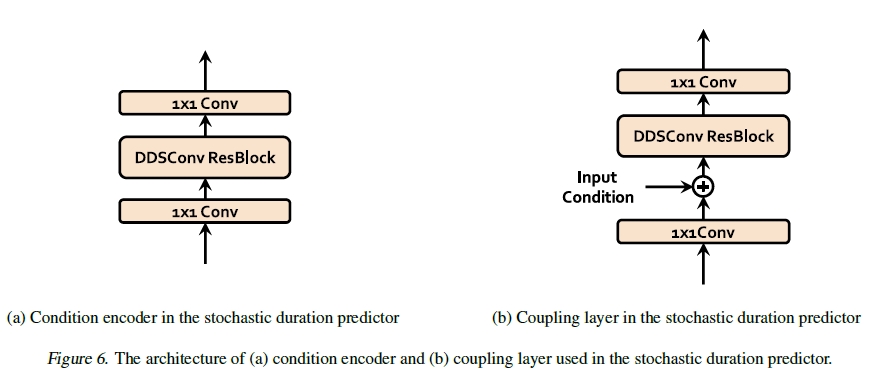 1x1 Conv
DDSConv ResBlock
1x1 Conv
(a) Condition encoder in the stochastic duration predictor
1x1 Conv
DDSConv ResBlock
Input
Condition
1x1Conv
(b) Coupling layer in the stochastic duration predictor
Figure 6. The architecture of (a) condition encoder and (b) coupling layer used in the stochastic duration predictor.